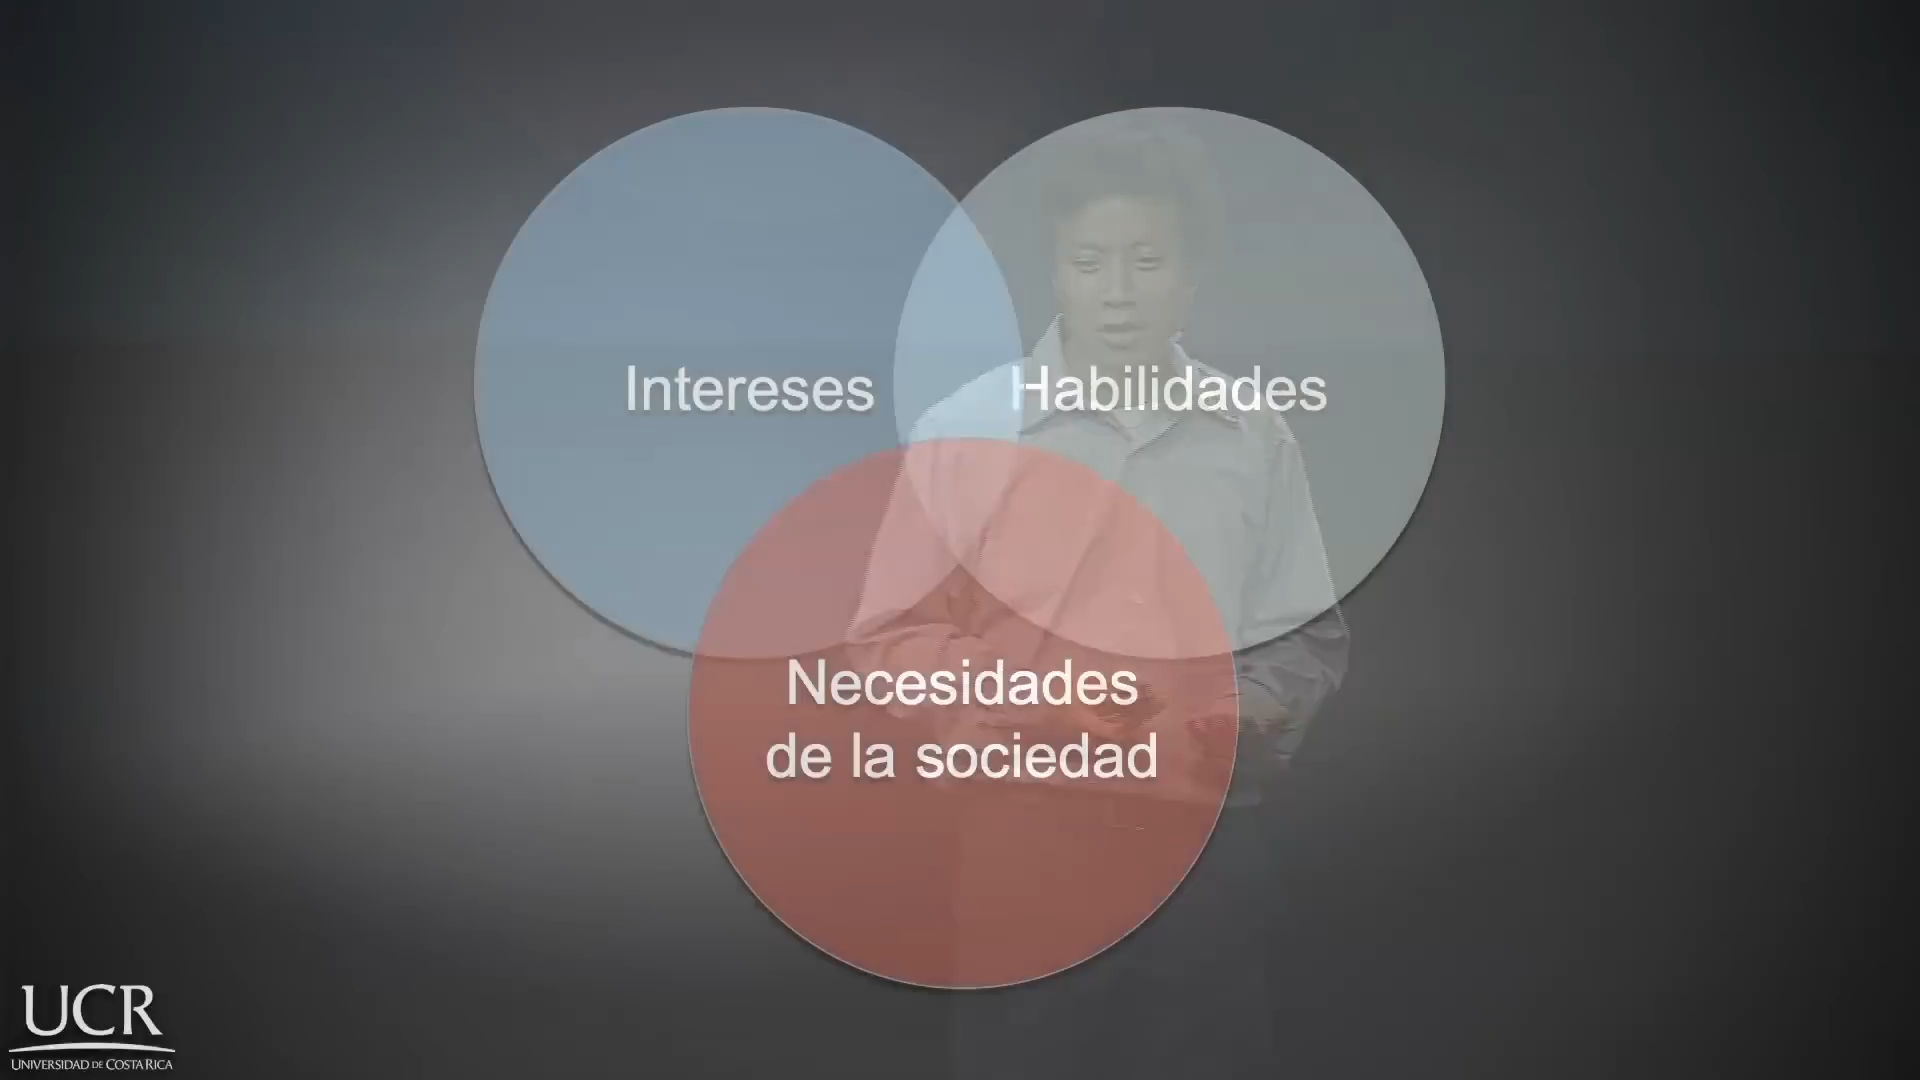 Intereses
Habilidades
Necesidades
de la sociedad
UCR
UNIVERSIDAD DE COSTA RICA